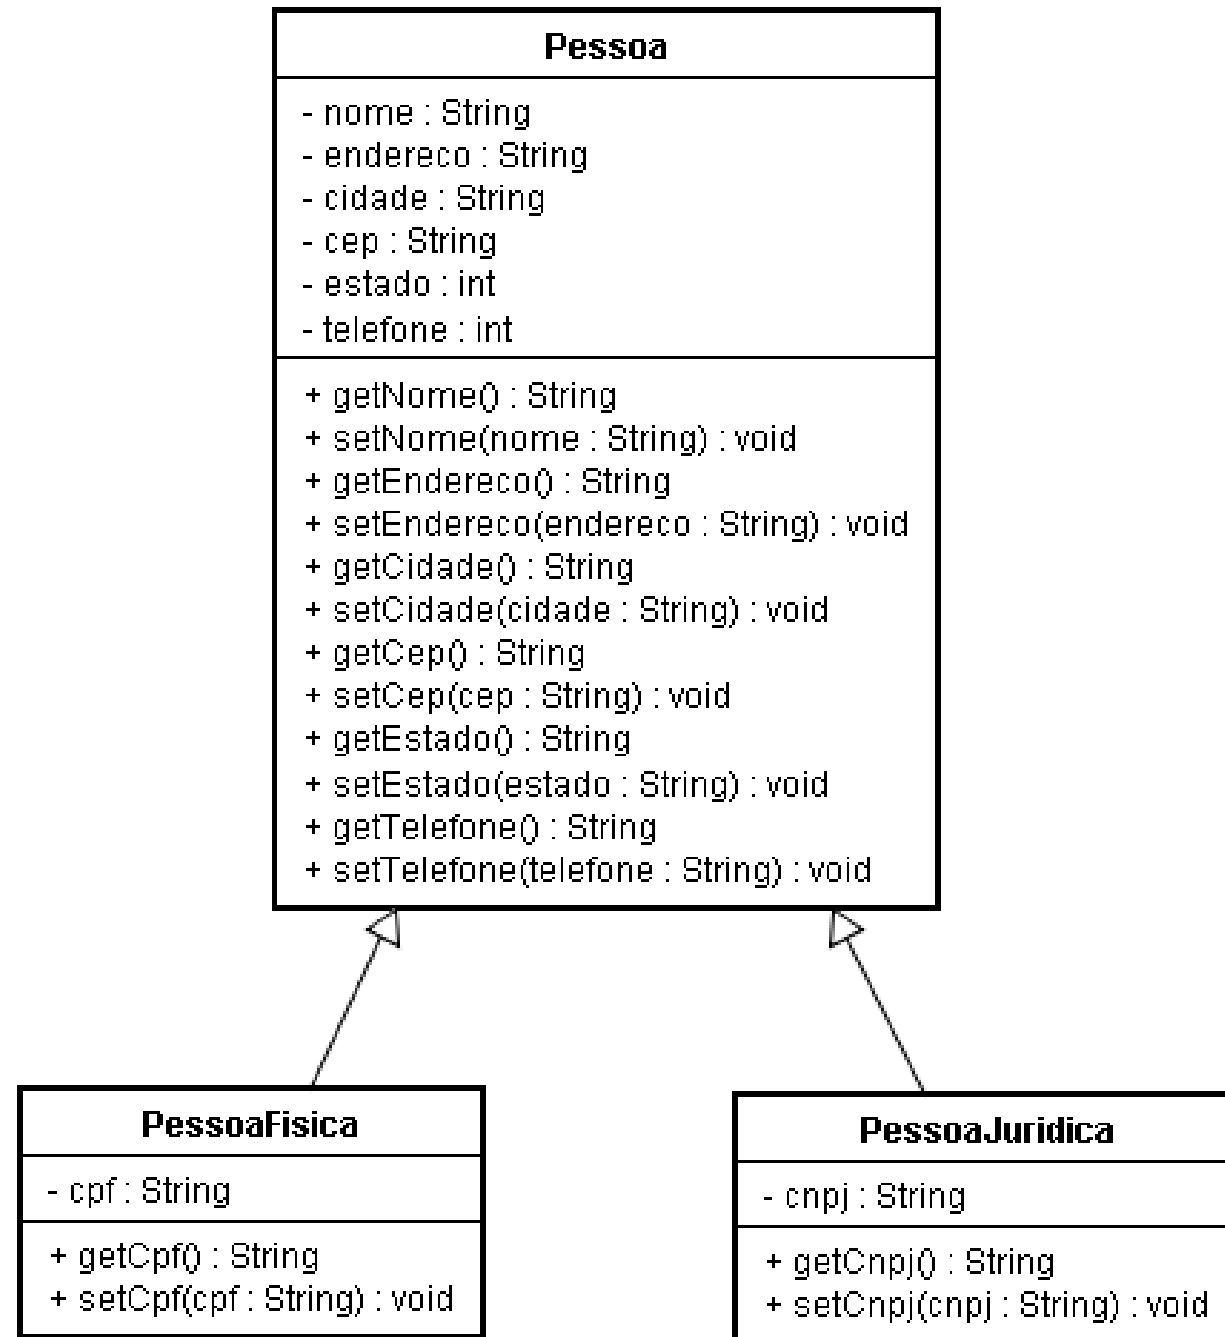 Pessoa
- nome : String
- endereco : String
- cidade : String
- cep : String
- estado : int
- telefone : int
+ getNome() : String
+ setNome(nome : String) : void
+ getEndereco() : String
+ setEndereco(endereco : String) : void
+ getCidade() : String
+ setCidade(cidade : String) : void
+ getCep() : String
+ setCep(cep : String) : void
+ getEstado() : String
+ setEstado(estado : String) : void
+ getTelefone() : String
+ setTelefone(telefone : String) : void
PessoaFisica
- cpf : String
+ getCpf() : String
+ setCpf(cpf : String) : void
PessoaJuridica
- cnpj : String
+ getCnpj() : String
+ setCnpj(cnpj : String) : void